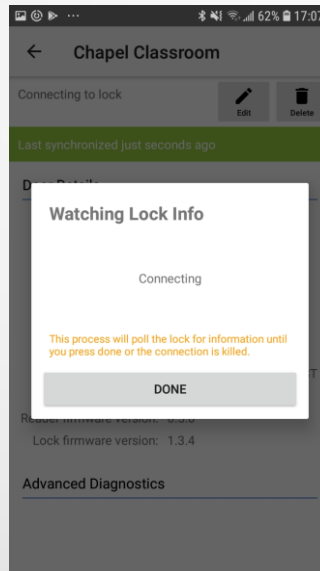 62% 17:07
Chapel Classroom
Connecting to lock
Edit
Delete
Last synchronized just seconds ago
Watching Lock Info
Connecting
This process will poll the lock for information until
you press done or the connection is killed.
DONE
Lock firmware version: 1.3.4
Advanced Diagnostics